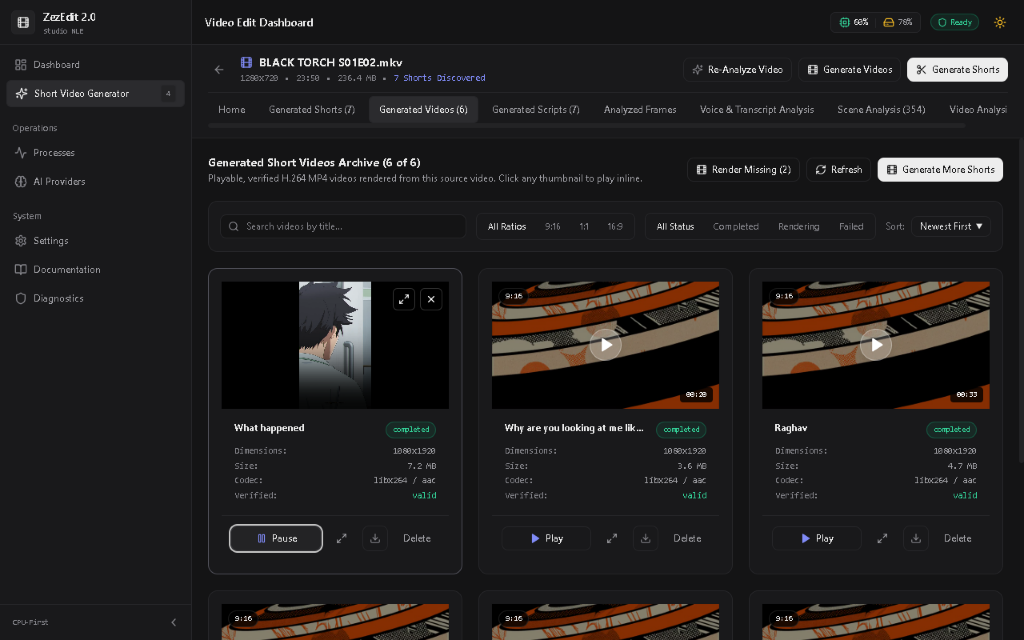 ZezEdit 2.0
Studio NLE
Video Edit Dashboard
60%
70%
Ready
Dashboard
Short Video Generator
4
Operations
Processes
AI Providers
System
Settings
Documentation
Diagnostics
CPU-First
BLACK TORCH S01E02.mkv
1280x720 • 23:50 • 236.4 MB • 7 Shorts Discovered
Re-Analyze Video
Generate Videos
Generate Shorts
Home
Generated Shorts (7)
Generated Videos (6)
Generated Scripts (7)
Analyzed Frames
Voice & Transcript Analysis
Scene Analysis (354)
Video Analysi
Generated Short Videos Archive (6 of 6)
Playable, verified H.264 MP4 videos rendered from this source video. Click any thumbnail to play inline.
Render Missing (2)
Refresh
Generate More Shorts
Search videos by title...
All Ratios
9:16
1:1
16:9
All Status
Completed
Rendering
Failed
Sort:
Newest First ▼
What happened
completed
Dimensions: 1080x1920
Size: 7.2 MB
Codec: libx264 / aac
Verified: valid
Pause
Delete
9:16
00:20
Why are you looking at me lik...
completed
Dimensions: 1080x1920
Size: 3.6 MB
Codec: libx264 / aac
Verified: valid
Play
Delete
9:16
00:33
Raghav
completed
Dimensions: 1080x1920
Size: 4.7 MB
Codec: libx264 / aac
Verified: valid
Play
Delete
9:16
9:16
9:16